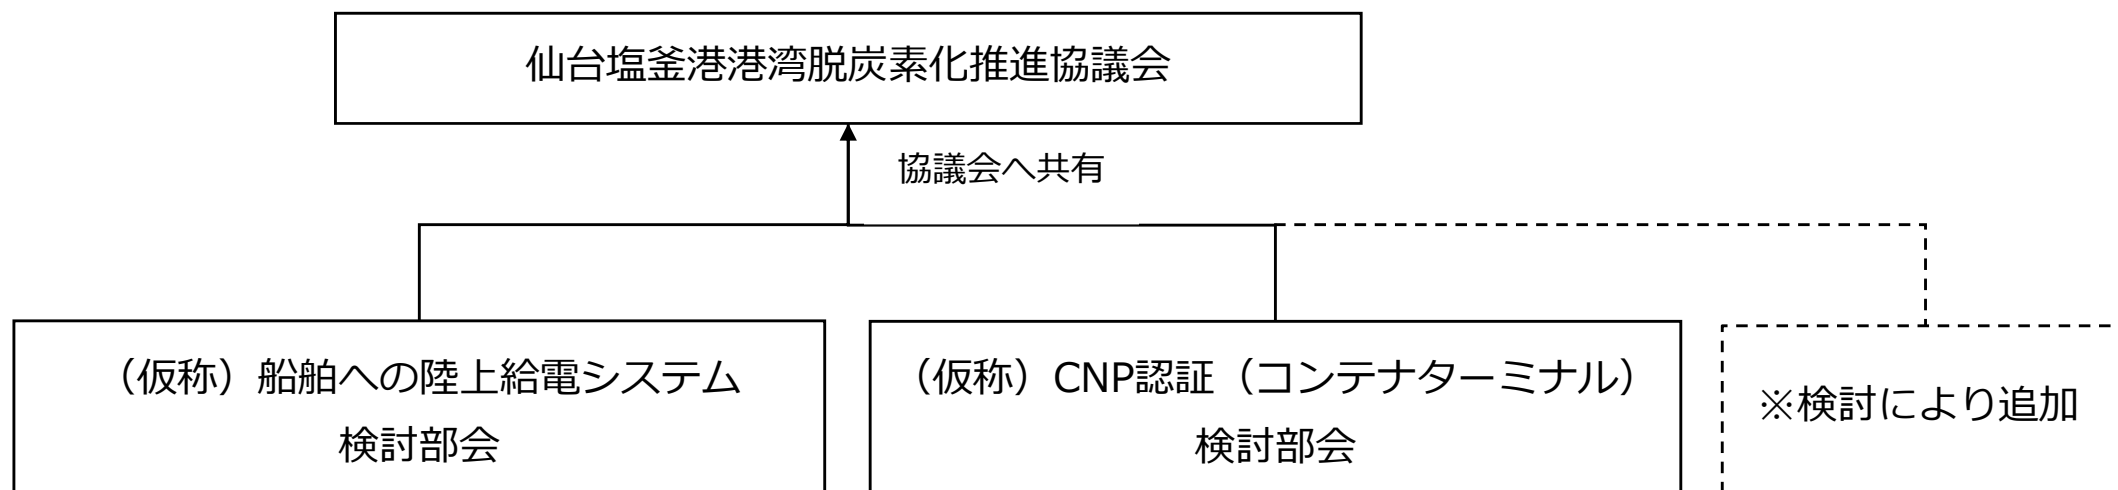 仙台塩釜港港湾脱炭素化推進協議会
協議会へ共有
（仮称）船舶への陸上給電システム
検討部会
（仮称）CNP認証（コンテナターミナル）
検討部会
※検討により追加